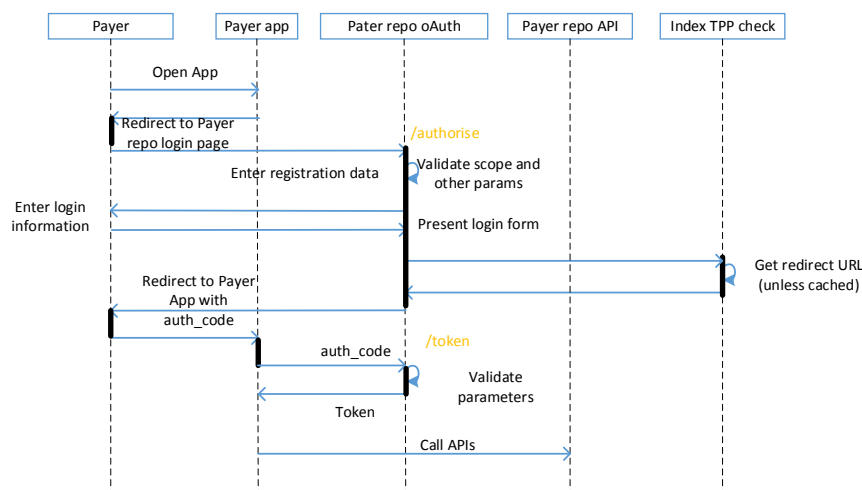 Payer
Payer app
Pater repo oAuth
Payer repo API
Index TPP check
Open App
Redirect to Payer
repo login page
/authorise
Enter registration data
Validate scope and
other params
Enter login
information
Present login form
Get redirect URL
(unless cached)
Redirect to Payer
App with
auth_code
auth_code
/token
Validate
parameters
Token
Call APIs